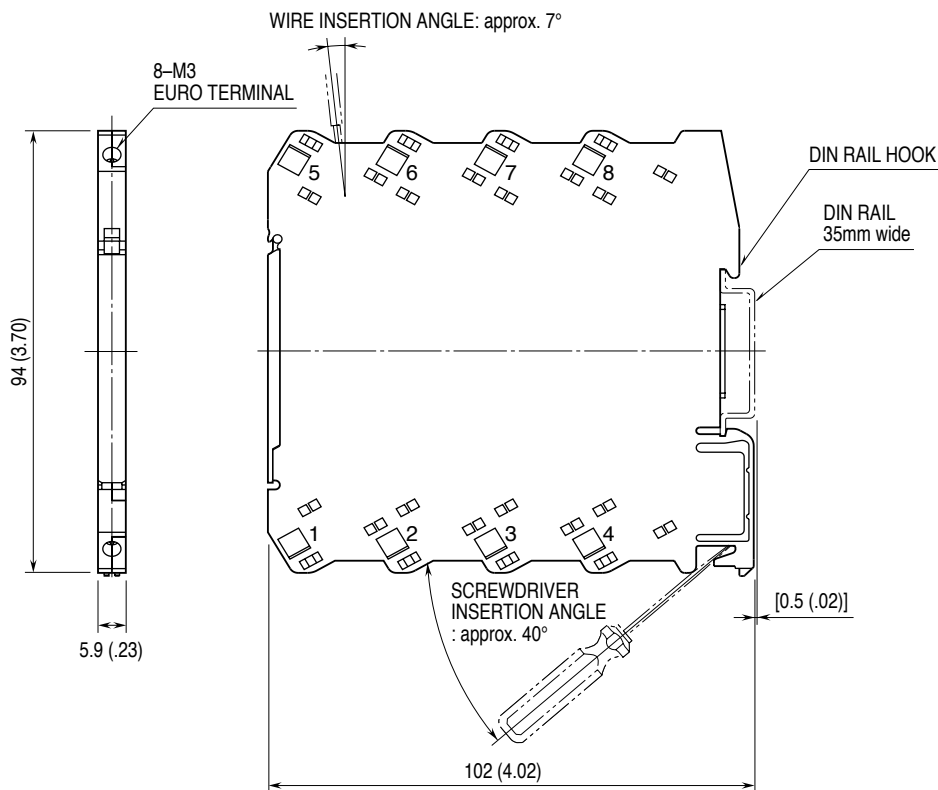 WIRE INSERTION ANGLE: approx. 7°
8–M3
EURO TERMINAL
DIN RAIL HOOK
DIN RAIL
35mm wide
5
6
7
8
94 (3.70)
1
2
3
4
SCREWDRIVER
INSERTION ANGLE
: approx. 40°
[0.5 (.02)]
5.9 (.23)
102 (4.02)